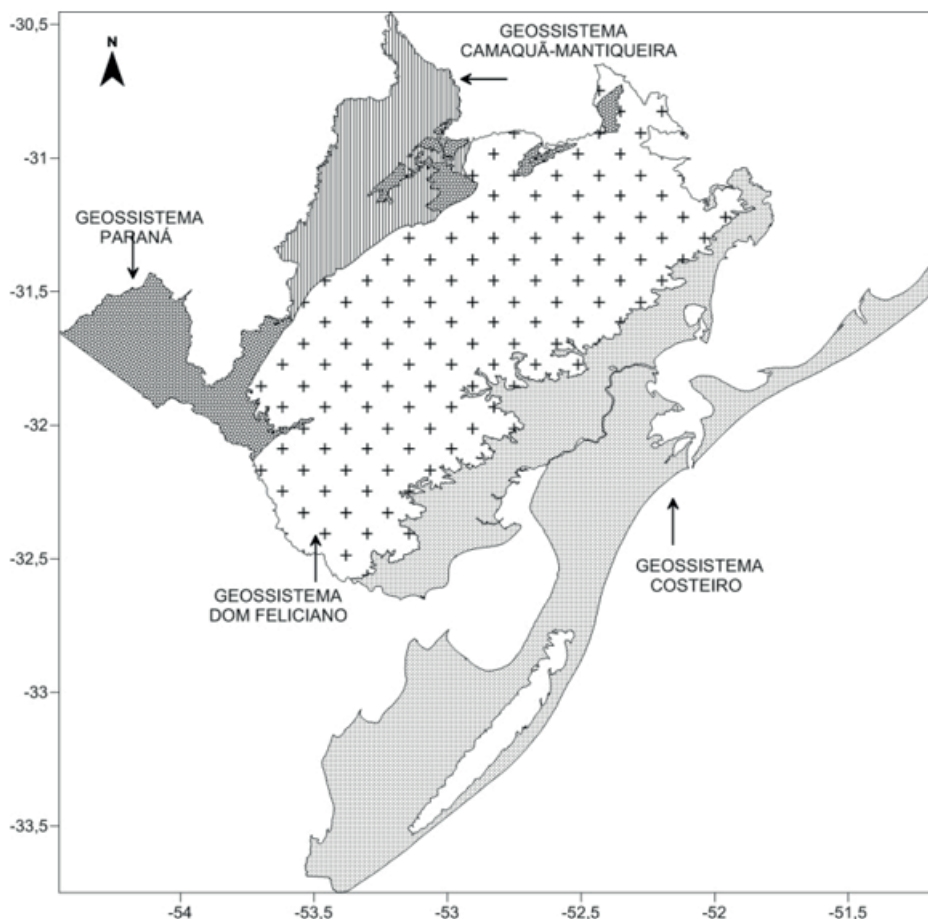 -30,5
N
GEOSSISTEMA
CAMAQUÃ-MANTIQUEIRA
-31
GEOSSISTEMA
PARANÁ
-31,5
-32
-32,5
GEOSSISTEMA
DOM FELICIANO
GEOSSISTEMA
COSTEIRO
-33
-33,5
-54
-53,5
-53
-52,5
-52
-51,5